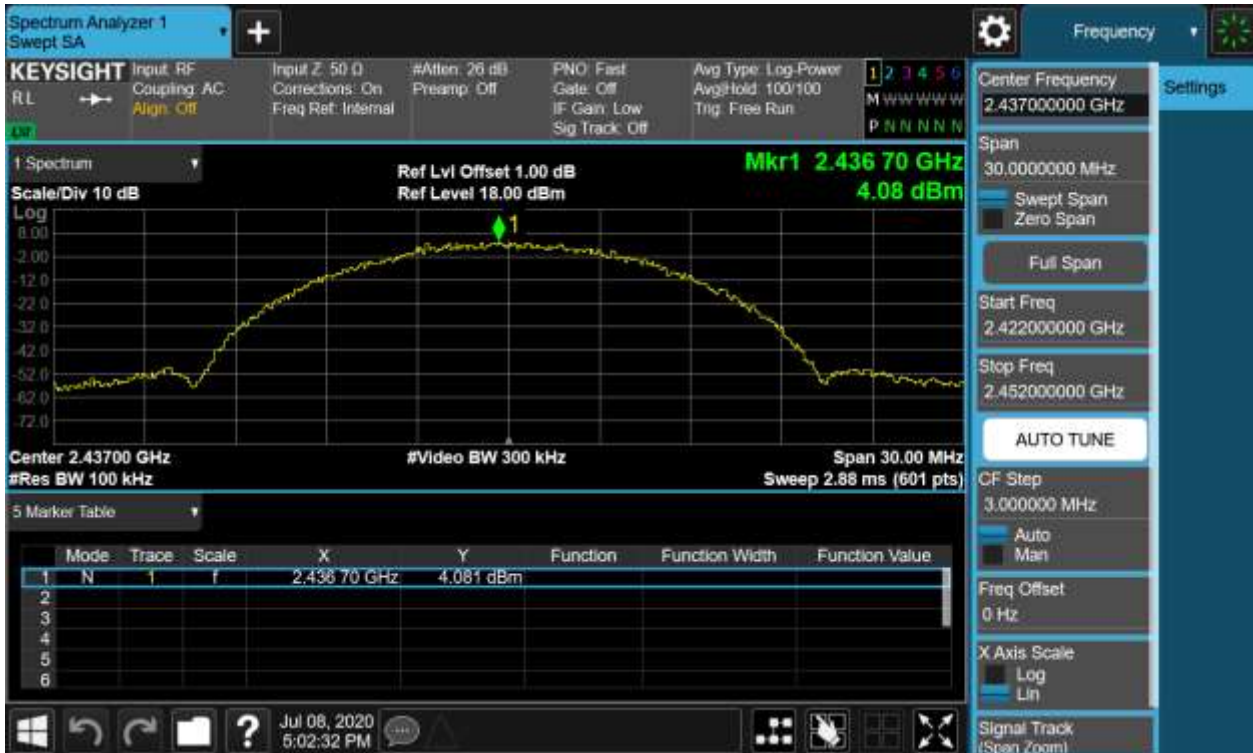 Spectrum Analyzer 1
Swept SA
+
Frequency
KEYSIGHT
RL
Input: RF
Coupling: AC
Align: Off
Input Z: 50 Ω
Corrections: On
Freq Ref: Internal
#Atten: 26 dB
Preamp: Off
PNO: Fast
Gate: Off
IF Gain: Low
Sig Track: Off
Avg Type: Log-Power
Avg|Hold: 100/100
Trig: Free Run
1 2 3 4 5 6
M W W W W W
P N N N N N
1 Spectrum
Ref Lvl Offset 1.00 dB
Mkr1 2.436 70 GHz
Scale/Div 10 dB
Ref Level 18.00 dBm
4.08 dBm
Log
8.00
-2.00
-12.0
-22.0
-32.0
-42.0
-52.0
-62.0
-72.0
1
Center 2.43700 GHz
#Video BW 300 kHz
Span 30.00 MHz
#Res BW 100 kHz
Sweep 2.88 ms (601 pts)
5 Marker Table
Mode Trace Scale X Y Function Function Width Function Value
1 N 1 f 2.436 70 GHz 4.081 dBm
2
3
4
5
6
Jul 08, 2020
5:02:32 PM
?
Settings
Center Frequency
2.437000000 GHz
Span
30.0000000 MHz
Swept Span
Zero Span
Full Span
Start Freq
2.422000000 GHz
Stop Freq
2.452000000 GHz
AUTO TUNE
CF Step
3.000000 MHz
Auto
Man
Freq Offset
0 Hz
X Axis Scale
Log
Lin
Signal Track
(Span Zoom)